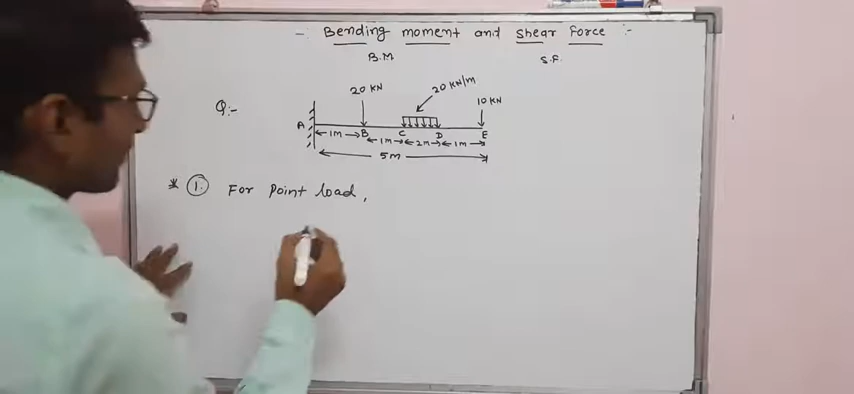 :- Bending moment and Shear Force :-
B.M S.F.
Q:-
20 KN 20 KN/m 10 KN
A B C D E
1M 1M 2M 1M
5M
* 1. For Point load,